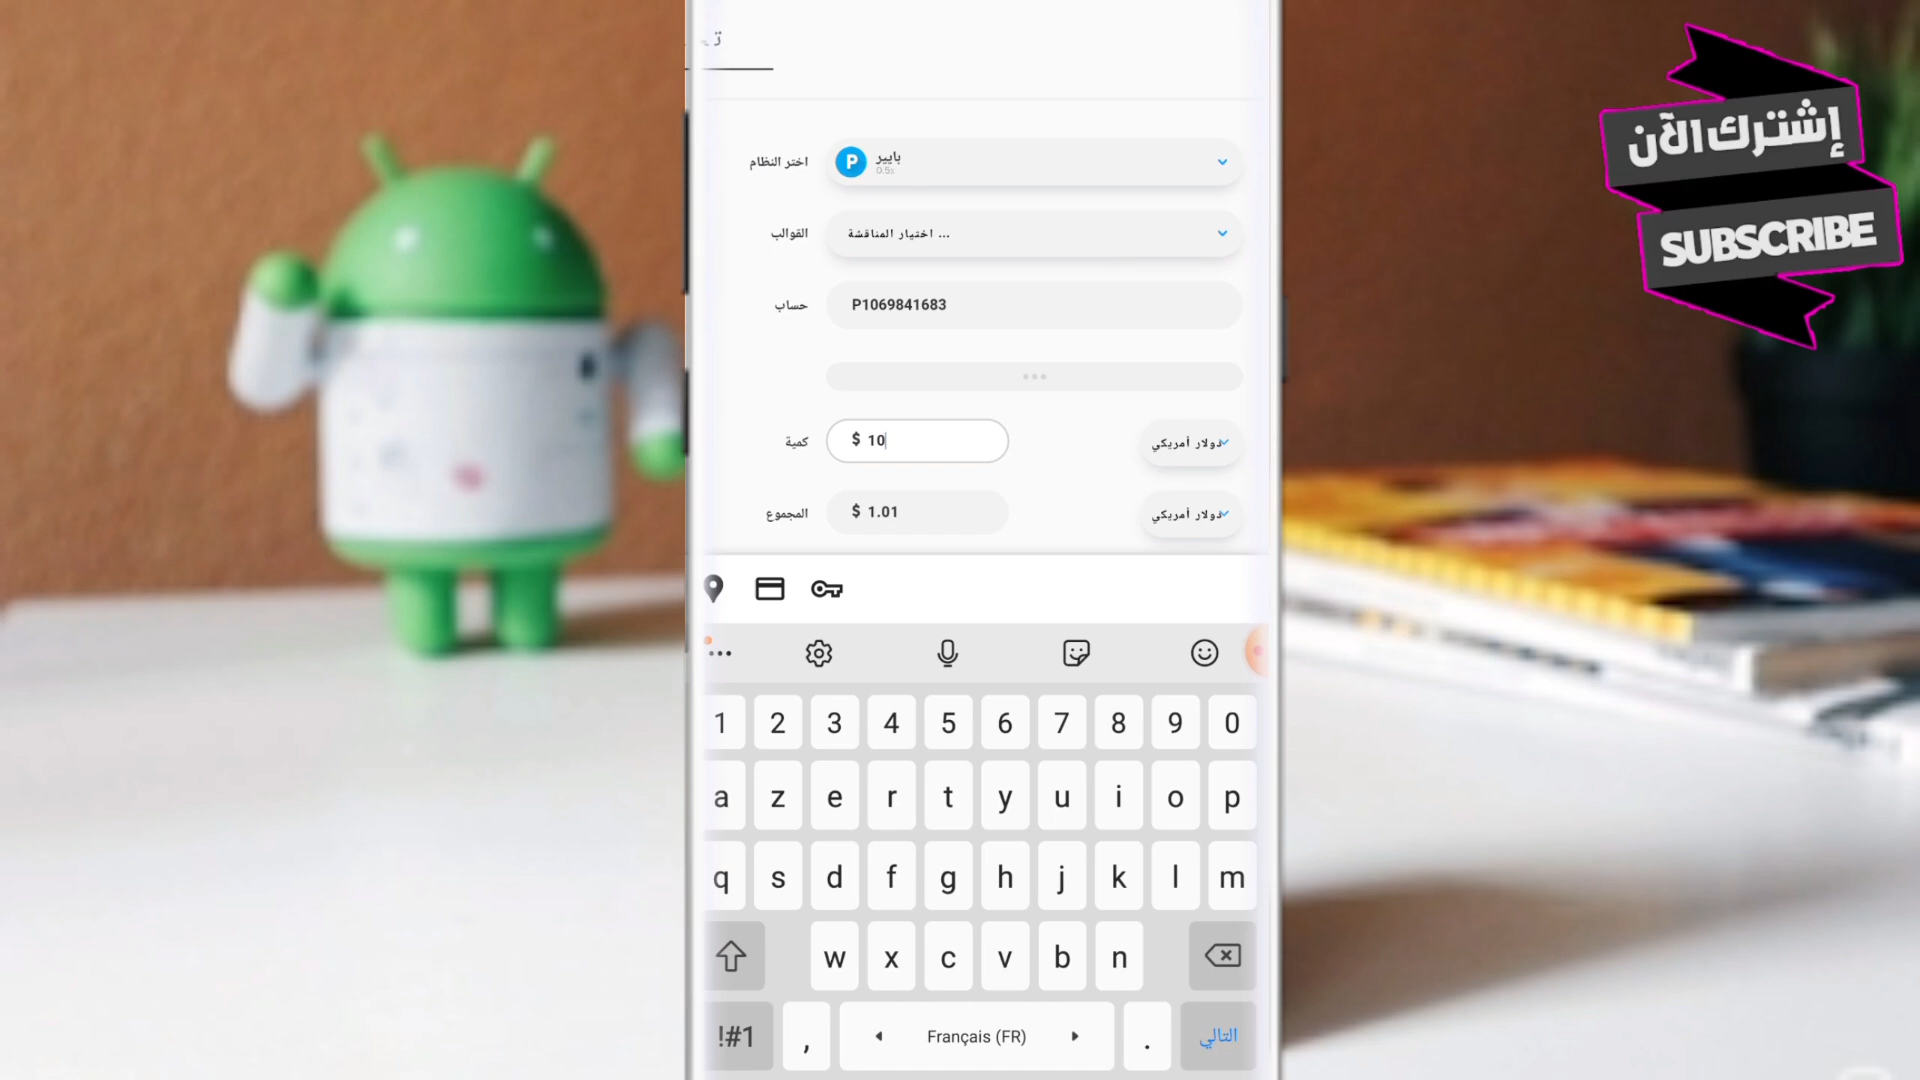 إشترك الآن
SUBSCRIBE
اختر النظام
P
بايير
0.5%
القوالب
اختيار المناقشة ...
حساب
P1069841683
كمية
$ 10
دولار أمريكي
المجموع
$ 1.01
دولار أمريكي
1 2 3 4 5 6 7 8 9 0
a z e r t y u i o p
q s d f g h j k l m
w x c v b n
!#1 , Français (FR) . التالي